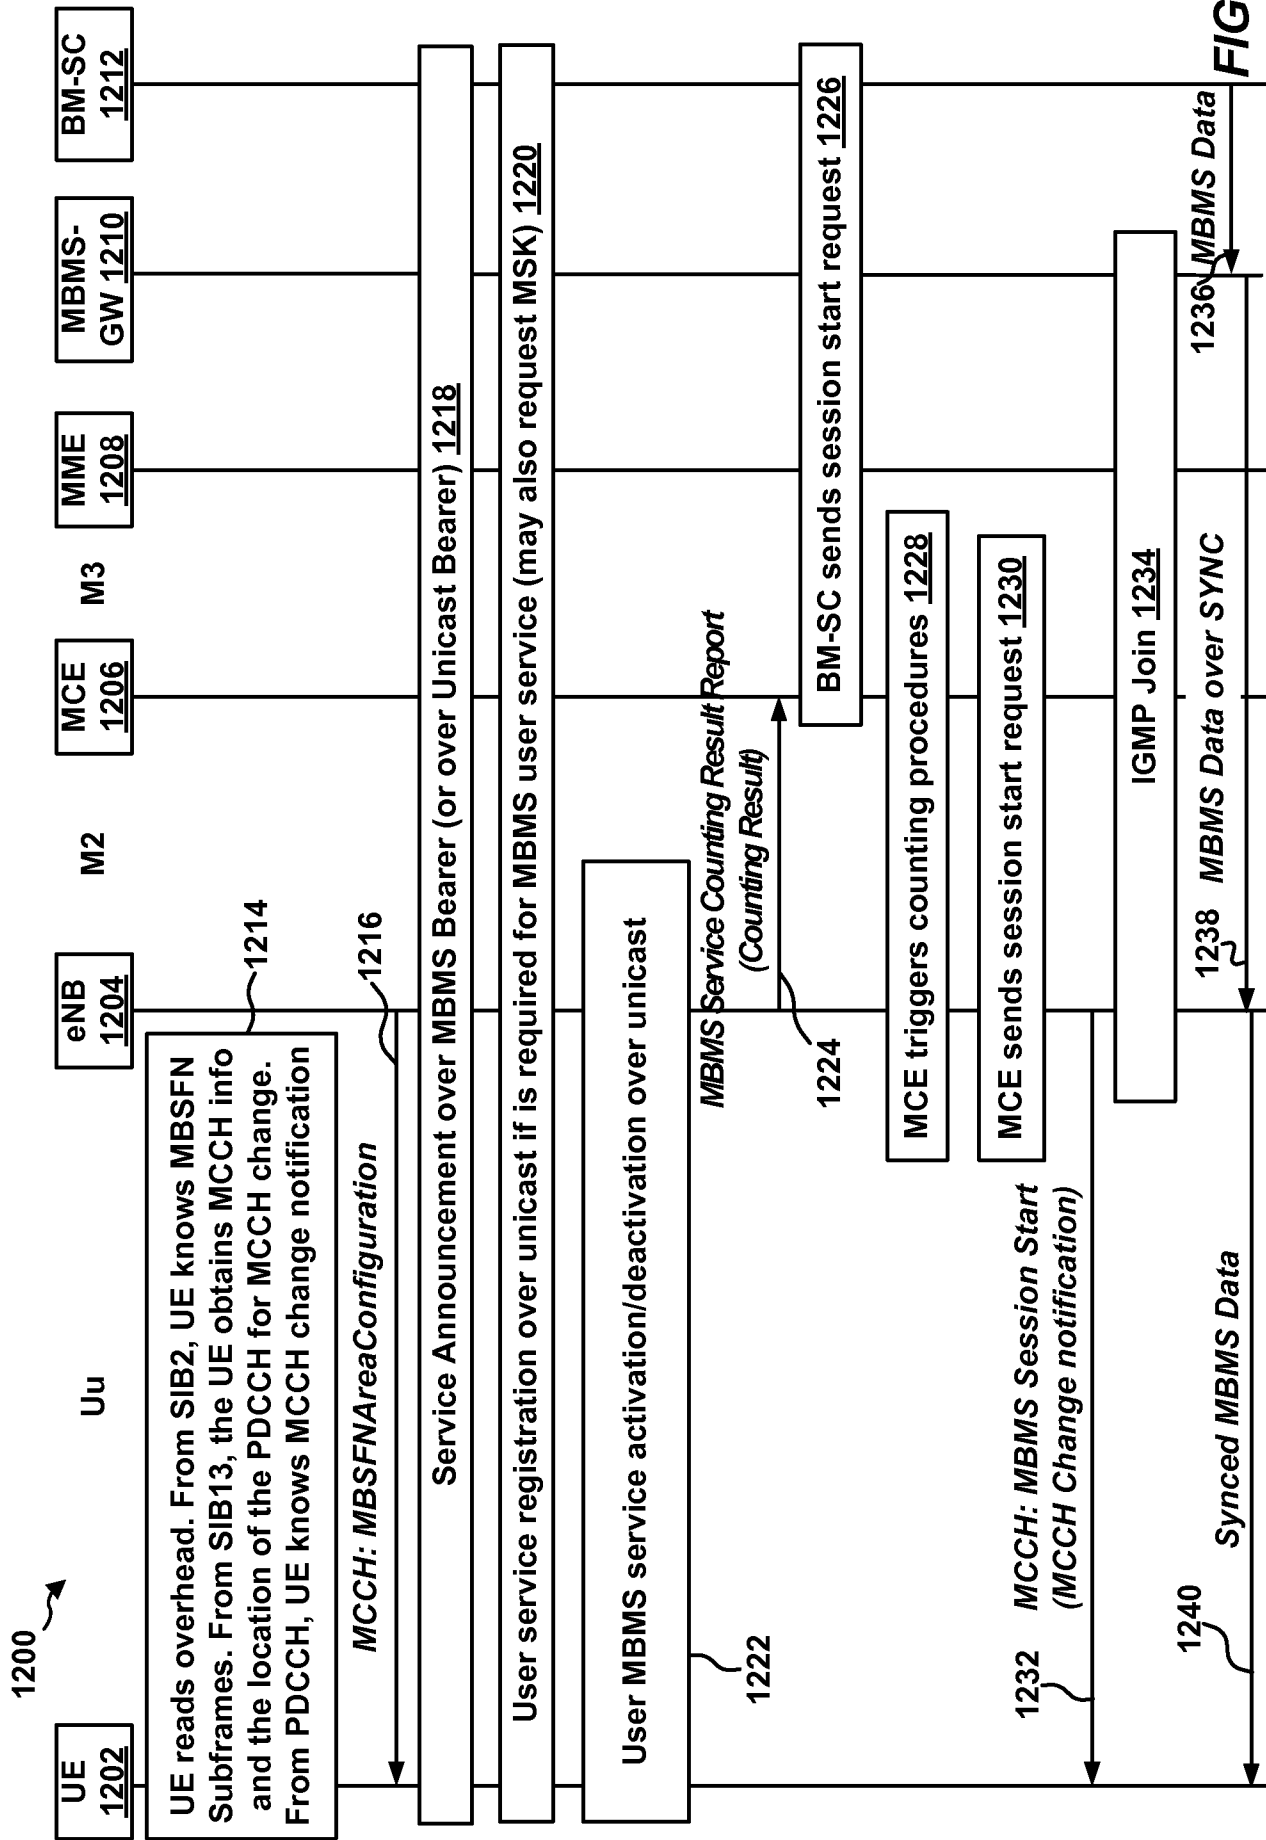 1200
UE
1202
Uu
eNB
1204
M2
MCE
1206
M3
MME
1208
MBMS-
GW 1210
BM-SC
1212
UE reads overhead. From SIB2, UE knows MBSFN
Subframes. From SIB13, the UE obtains MCCH info
and the location of the PDCCH for MCCH change.
From PDCCH, UE knows MCCH change notification
1214
MCCH: MBSFNAreaConfiguration
1216
Service Announcement over MBMS Bearer (or over Unicast Bearer) 1218
User service registration over unicast if is required for MBMS user service (may also request MSK) 1220
User MBMS service activation/deactivation over unicast
1222
MBMS Service Counting Result Report
(Counting Result)
1224
BM-SC sends session start request 1226
MCE triggers counting procedures 1228
MCE sends session start request 1230
1232
MCCH: MBMS Session Start
(MCCH Change notification)
IGMP Join 1234
1236
MBMS Data
1238
MBMS Data over SYNC
1240
Synced MBMS Data
FIG